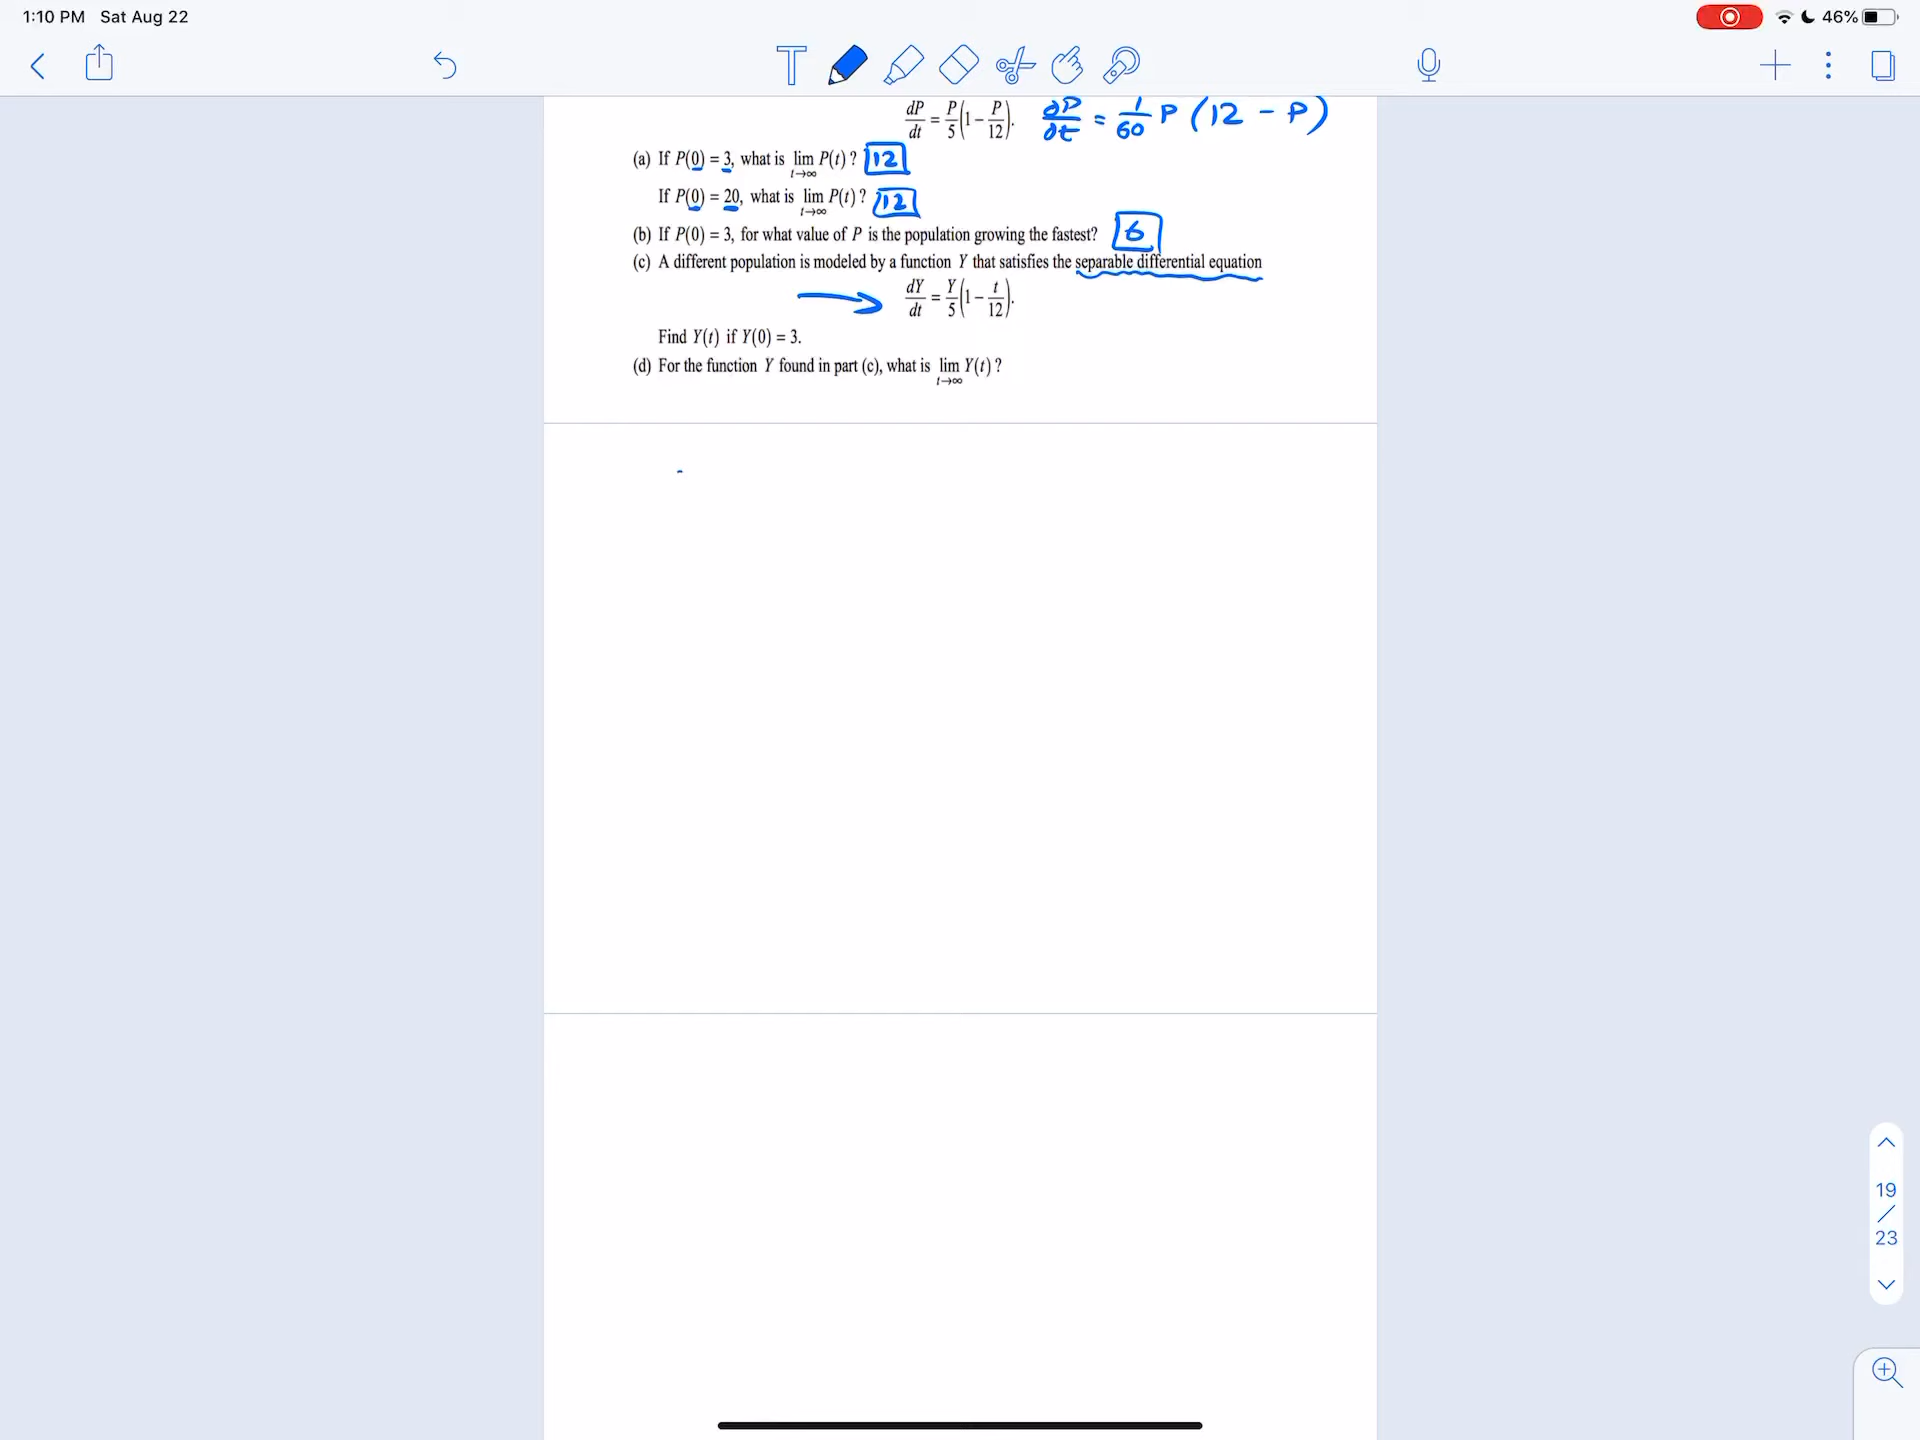 1:10 PM Sat Aug 22
46%
T
dP/dt = P/5 (1 − P/12). dP/dt = 1/60 P (12 - P)
(a) If P(0) = 3, what is lim t→∞ P(t) ? 12
If P(0) = 20, what is lim t→∞ P(t) ? 12
(b) If P(0) = 3, for what value of P is the population growing the fastest? 6
(c) A different population is modeled by a function Y that satisfies the separable differential equation
dY/dt = Y/5 (1 − t/12).
Find Y(t) if Y(0) = 3.
(d) For the function Y found in part (c), what is lim t→∞ Y(t) ?
19
/
23